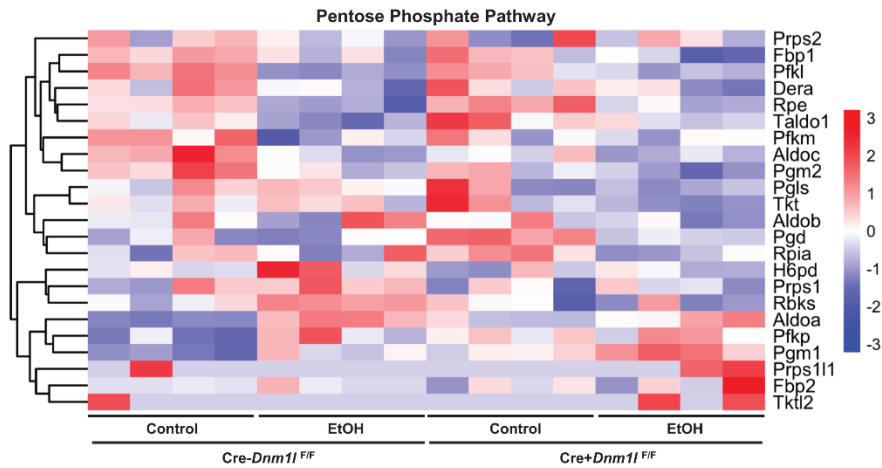 Pentose Phosphate Pathway
Prps2
Fbp1
Pfkl
Dera
Rpe
Taldo1
Pfkm
Aldoc
Pgm2
Pgls
Tkt
Aldob
Pgd
Rpia
H6pd
Prps1
Rbks
Aldoa
Pfkp
Pgm1
Prps1l1
Fbp2
Tktl2
3
2
1
0
-1
-2
-3
Control EtOH Control EtOH
Cre-Dnm1l F/F Cre+Dnm1l F/F